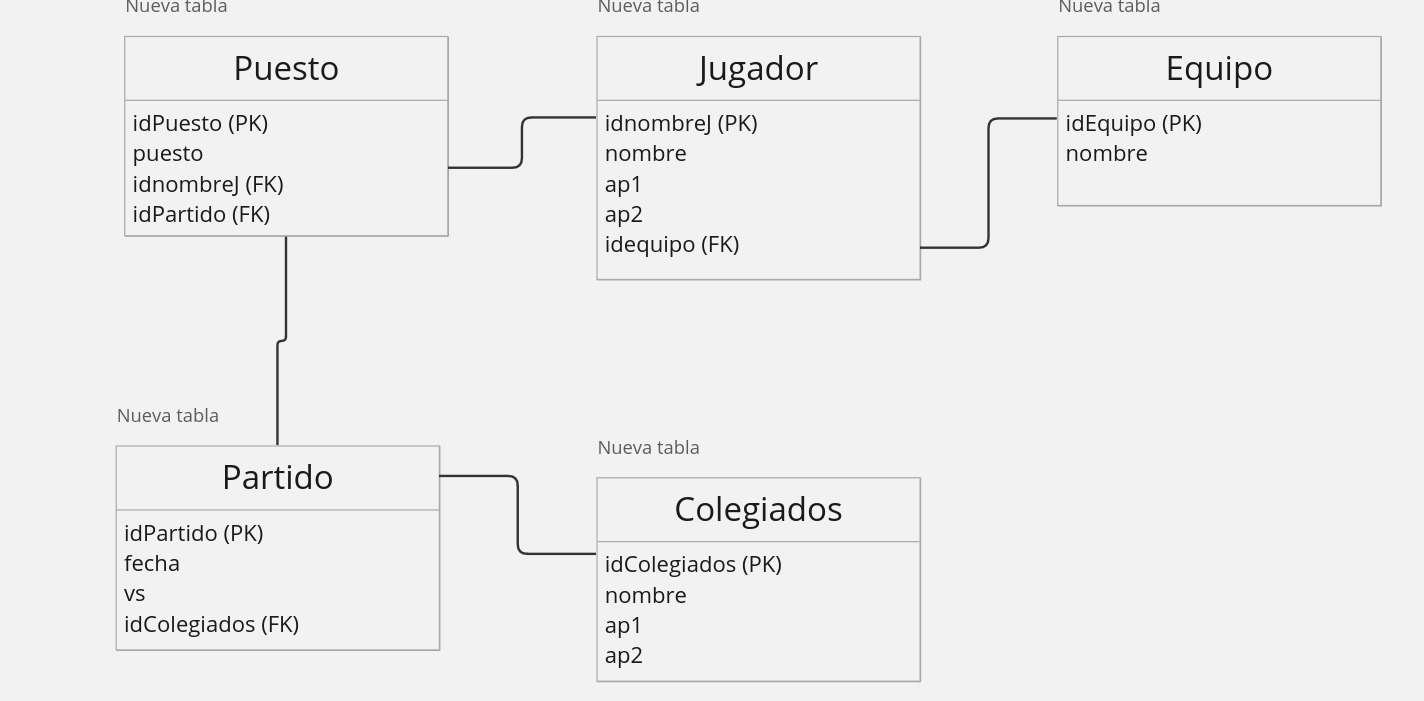 Nueva tabla
Puesto
idPuesto (PK)
puesto
idnombreJ (FK)
idPartido (FK)
Nueva tabla
Jugador
idnombreJ (PK)
nombre
ap1
ap2
idequipo (FK)
Nueva tabla
Equipo
idEquipo (PK)
nombre
Nueva tabla
Partido
idPartido (PK)
fecha
vs
idColegiados (FK)
Nueva tabla
Colegiados
idColegiados (PK)
nombre
ap1
ap2